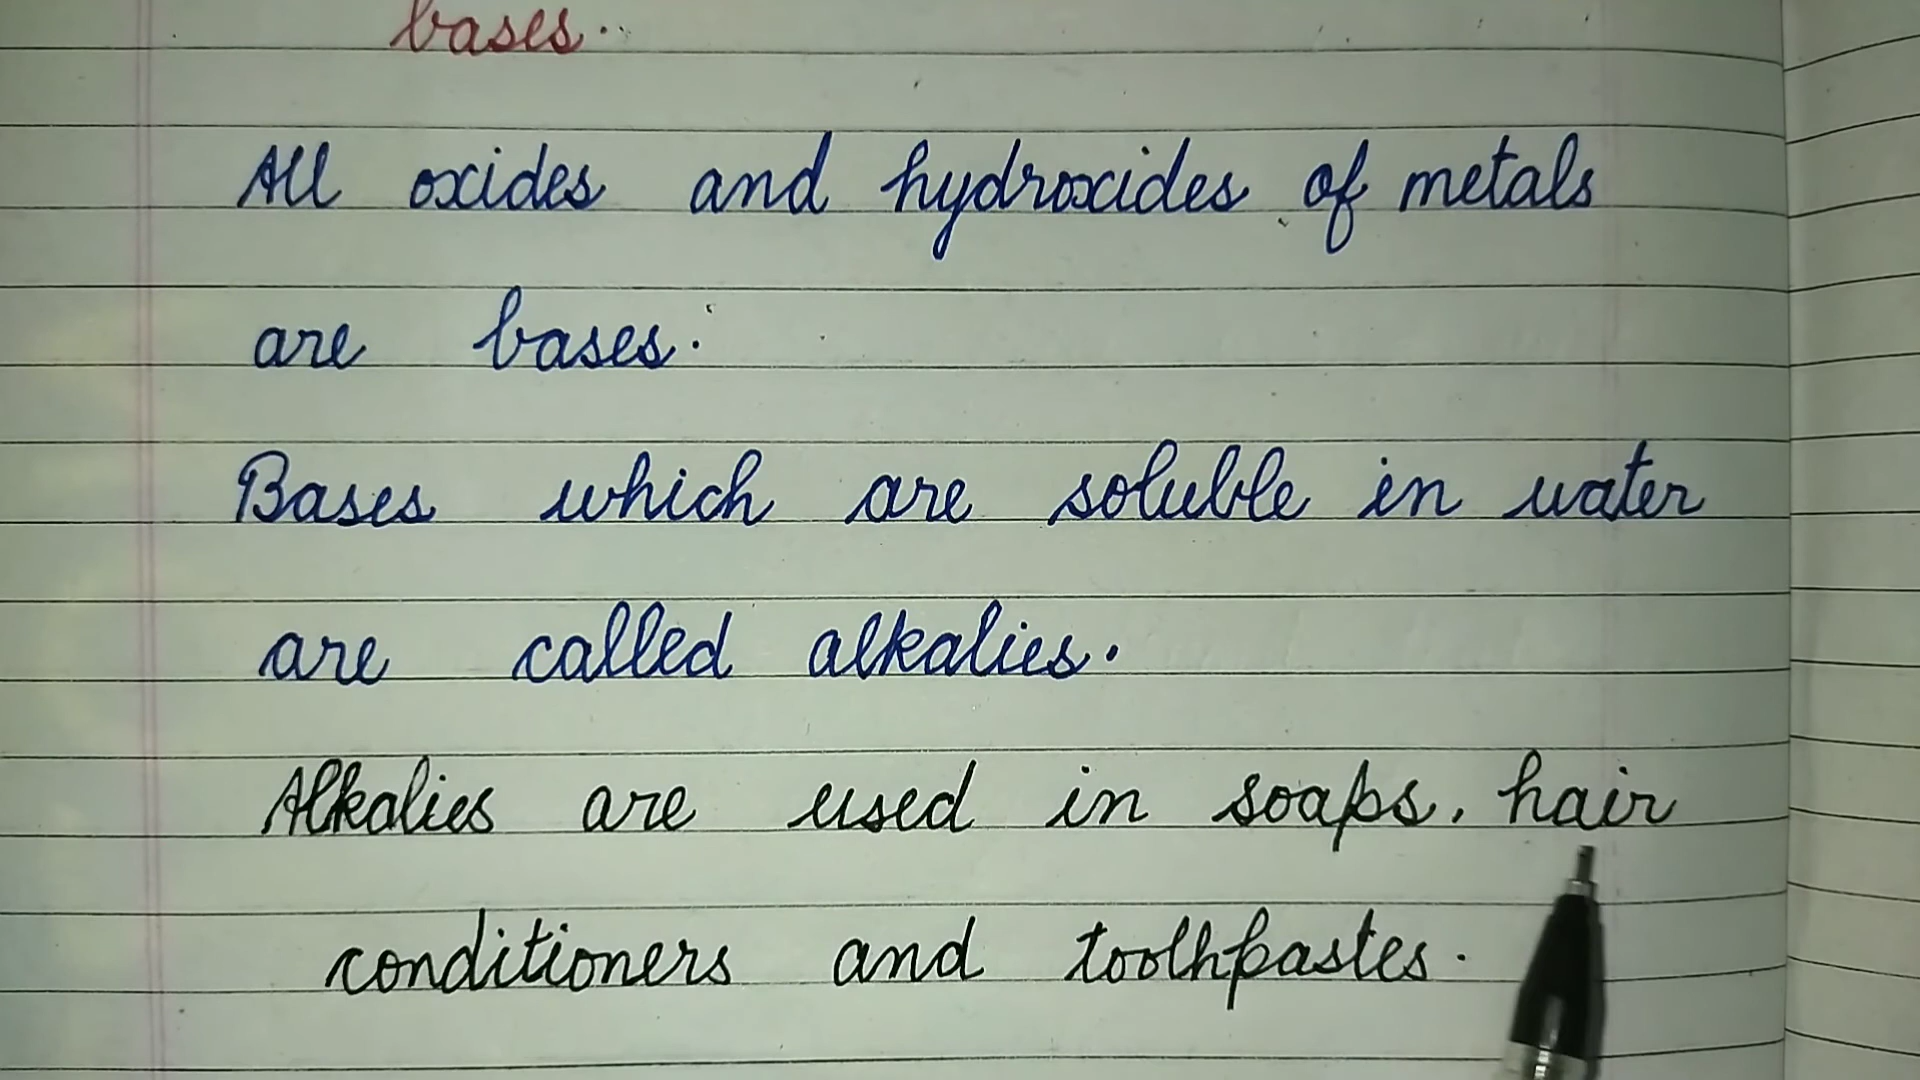 bases.
All oxides and hydroxides of metals
are bases.
Bases which are soluble in water
are called alkalies.
Alkalies are used in soaps, hair
conditioners and toothpastes.